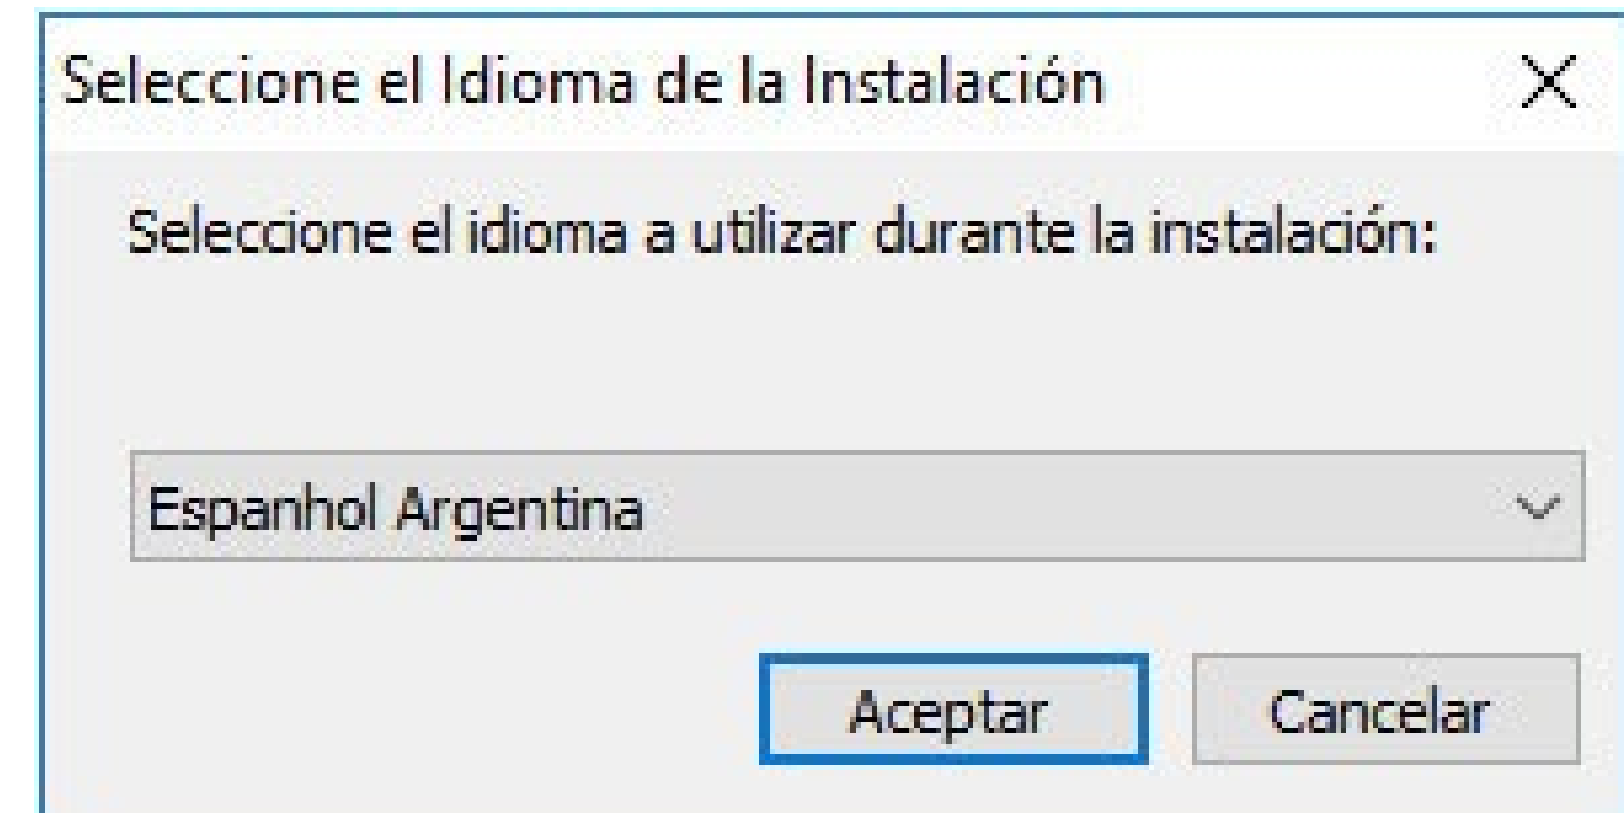 Seleccione el Idioma de la Instalación
Seleccione el idioma a utilizar durante la instalación:
Espanhol Argentina
Aceptar
Cancelar